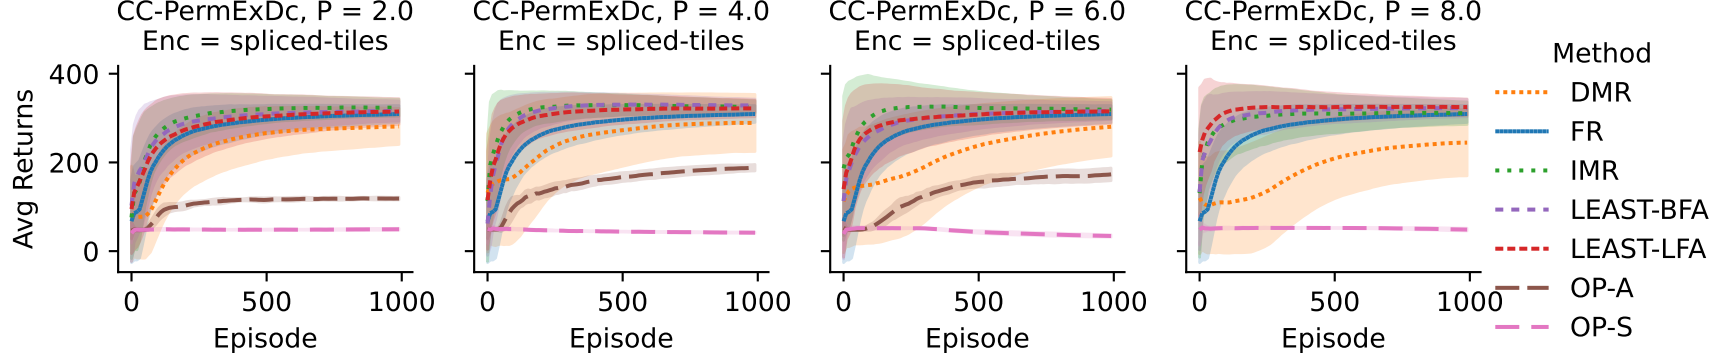 CC-PermExDc, P = 2.0
Enc = spliced-tiles
CC-PermExDc, P = 4.0
Enc = spliced-tiles
CC-PermExDc, P = 6.0
Enc = spliced-tiles
CC-PermExDc, P = 8.0
Enc = spliced-tiles
Avg Returns
400
200
0
0 500 1000
Episode
0 500 1000
Episode
0 500 1000
Episode
0 500 1000
Episode
Method
DMR
FR
IMR
LEAST-BFA
LEAST-LFA
OP-A
OP-S